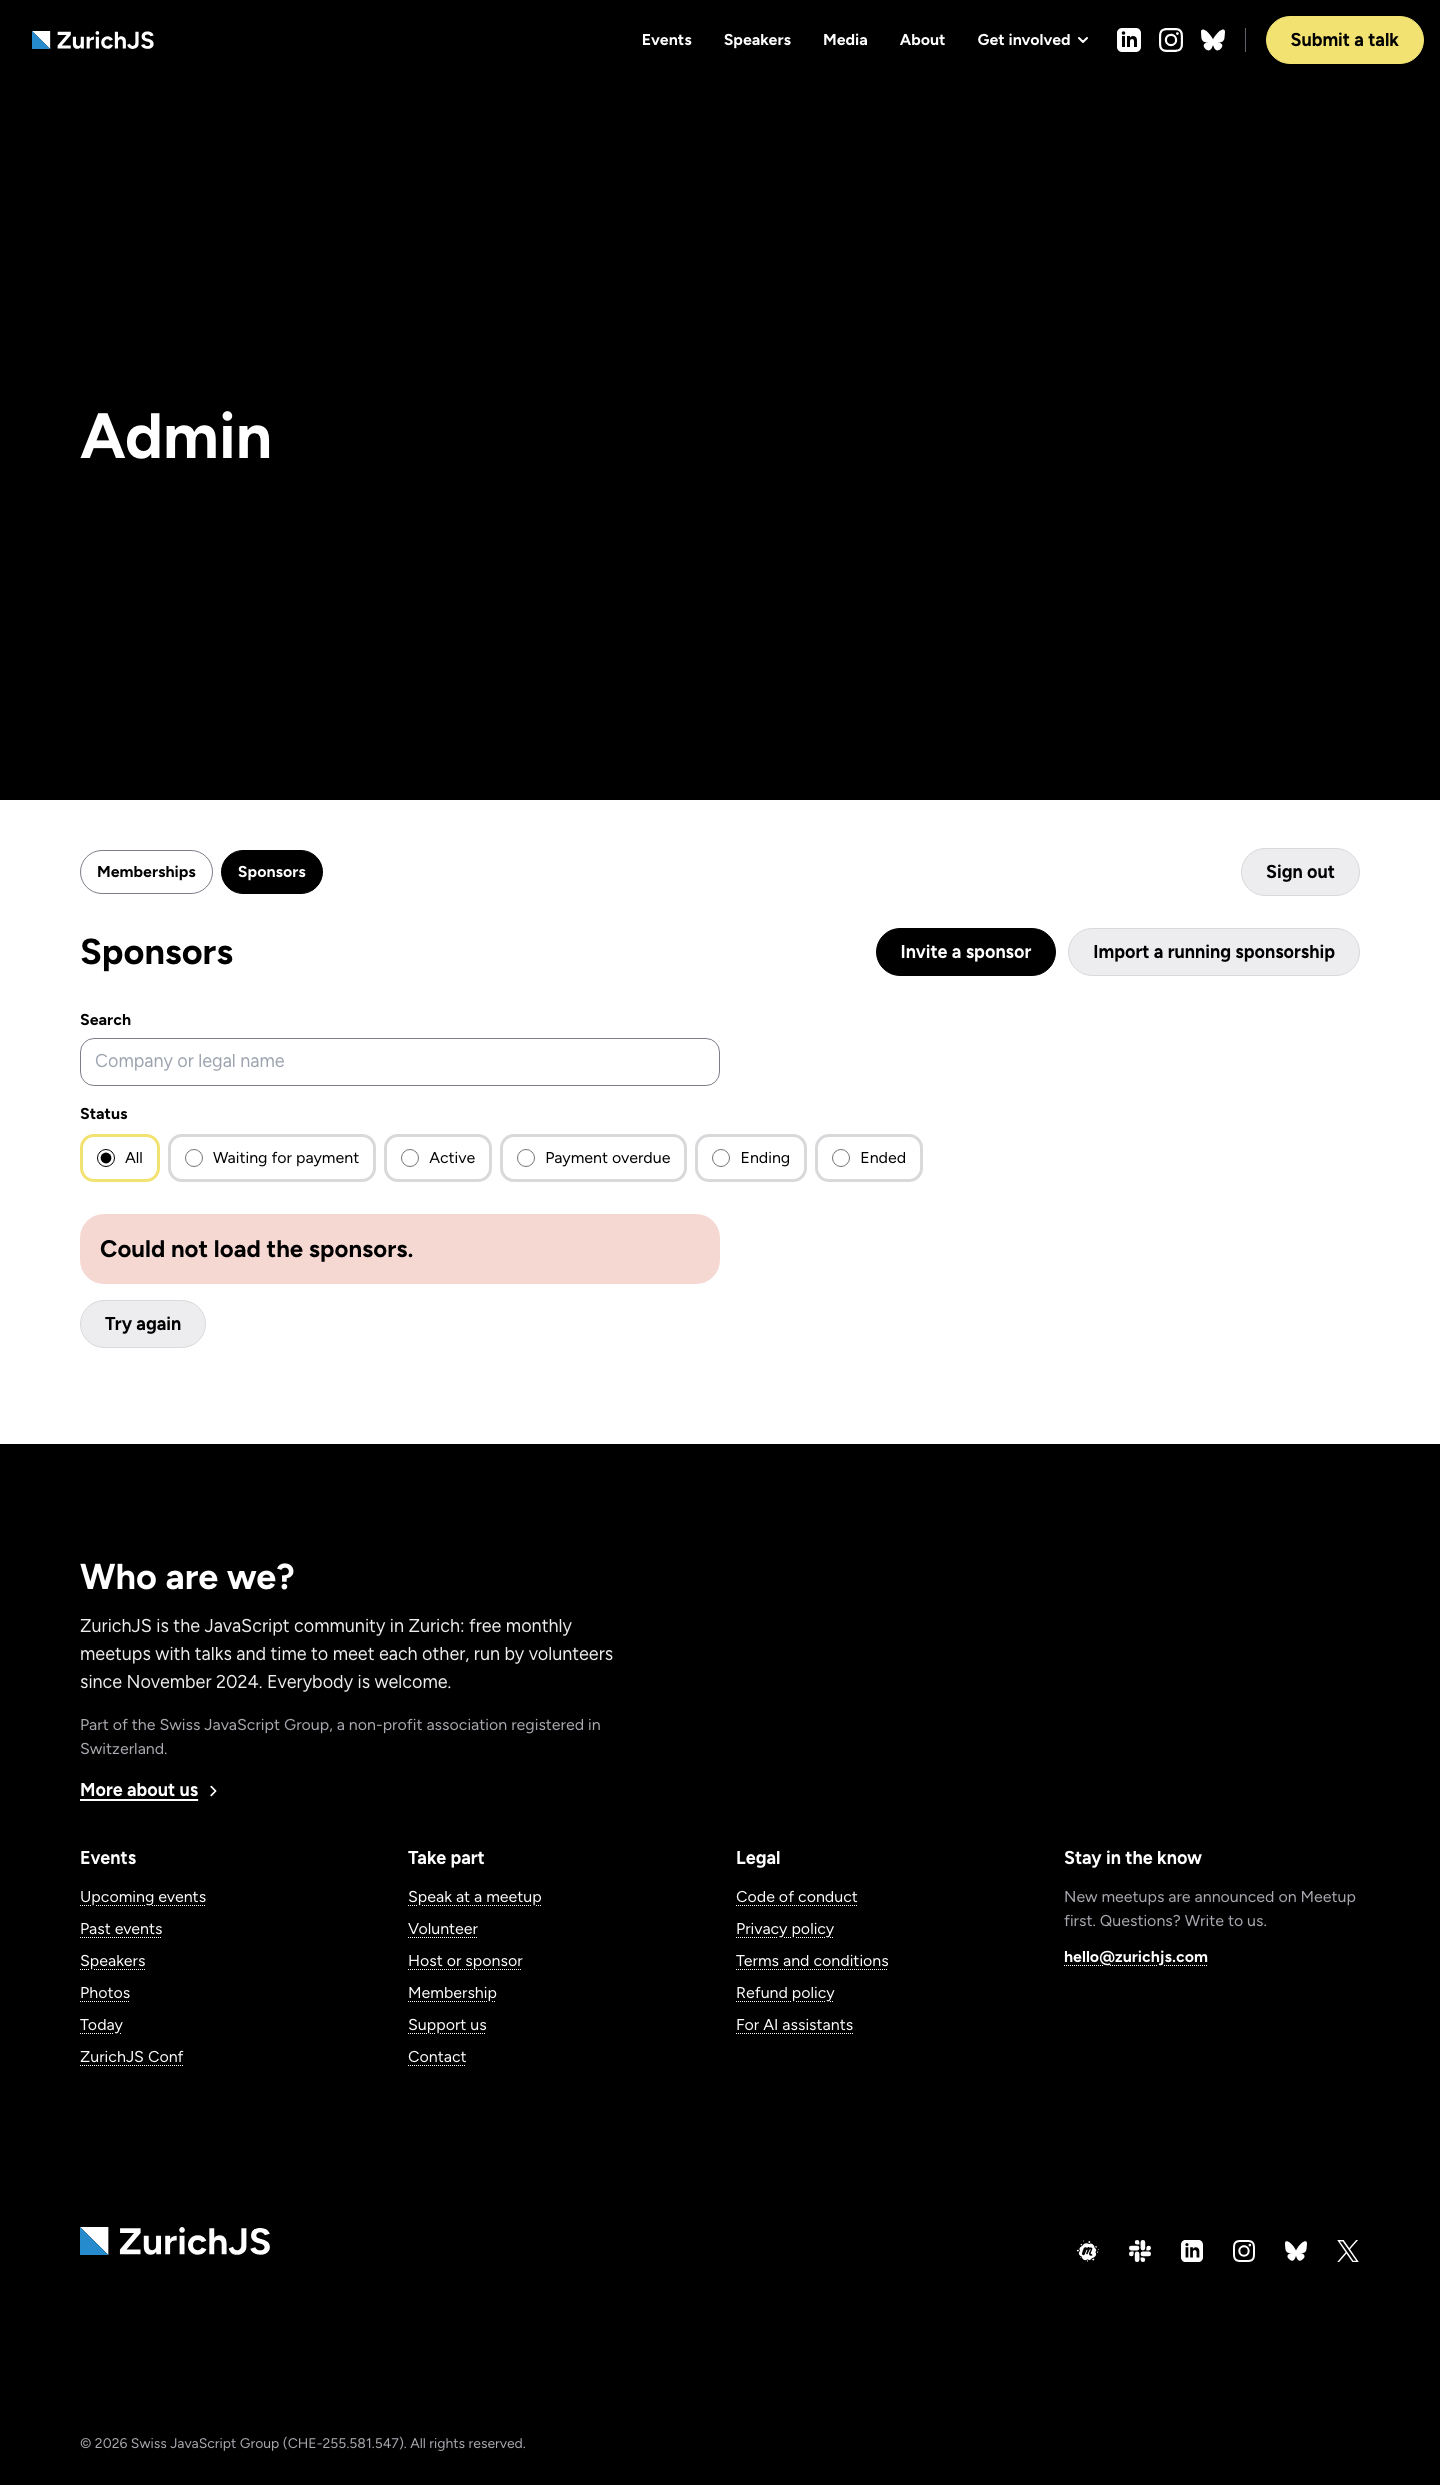 ZurichJS
Events Speakers Media About Get involved
Submit a talk
Admin
Memberships Sponsors
Sign out
Sponsors
Invite a sponsor Import a running sponsorship
Search
Company or legal name
Status
All Waiting for payment Active Payment overdue Ending Ended
Could not load the sponsors.
Try again
Who are we?
ZurichJS is the JavaScript community in Zurich: free monthly
meetups with talks and time to meet each other, run by volunteers
since November 2024. Everybody is welcome.
Part of the Swiss JavaScript Group, a non-profit association registered in
Switzerland.
More about us
Events
Upcoming events
Past events
Speakers
Photos
Today
ZurichJS Conf
Take part
Speak at a meetup
Volunteer
Host or sponsor
Membership
Support us
Contact
Legal
Code of conduct
Privacy policy
Terms and conditions
Refund policy
For AI assistants
Stay in the know
New meetups are announced on Meetup
first. Questions? Write to us.
hello@zurichjs.com
ZurichJS
© 2026 Swiss JavaScript Group (CHE-255.581.547). All rights reserved.